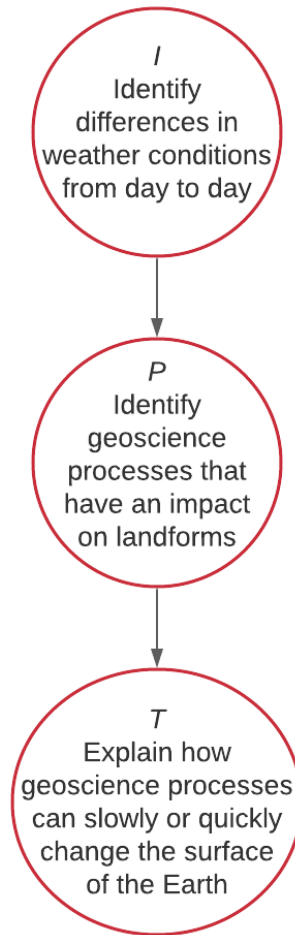 I
Identify
differences in
weather conditions
from day to day
P
Identify
geoscience
processes that
have an impact
on landforms
T
Explain how
geoscience processes
can slowly or quickly
change the surface
of the Earth